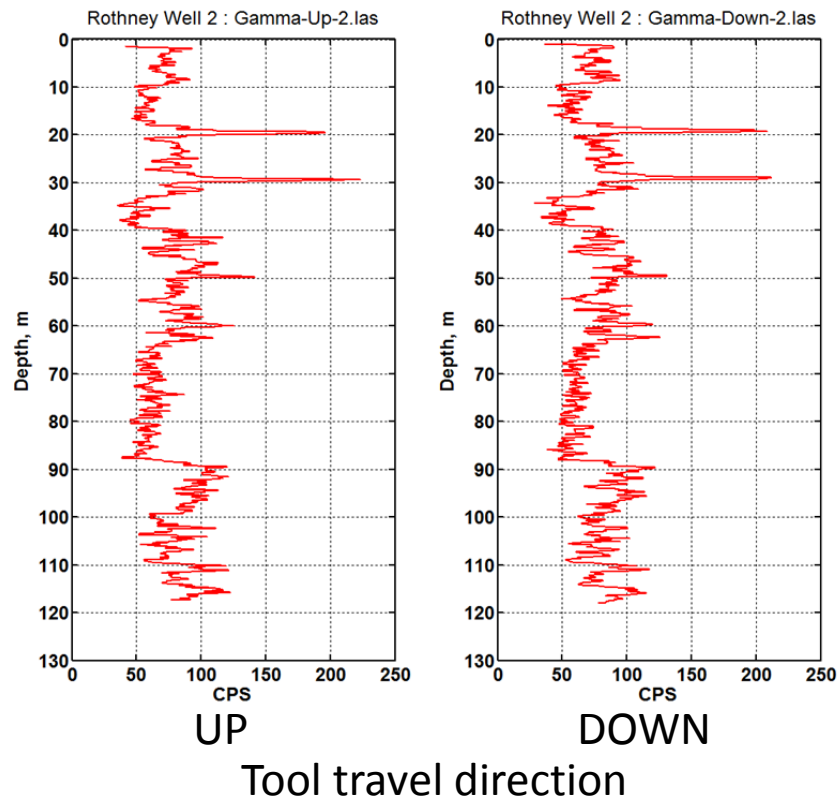 Rothney Well 2 : Gamma-Up-2.las
0
10
20
30
40
50
60
70
80
90
100
110
120
130
Depth, m
0 50 100 150 200 250
CPS
UP
Rothney Well 2 : Gamma-Down-2.las
0
10
20
30
40
50
60
70
80
90
100
110
120
130
Depth, m
0 50 100 150 200 250
CPS
DOWN
Tool travel direction